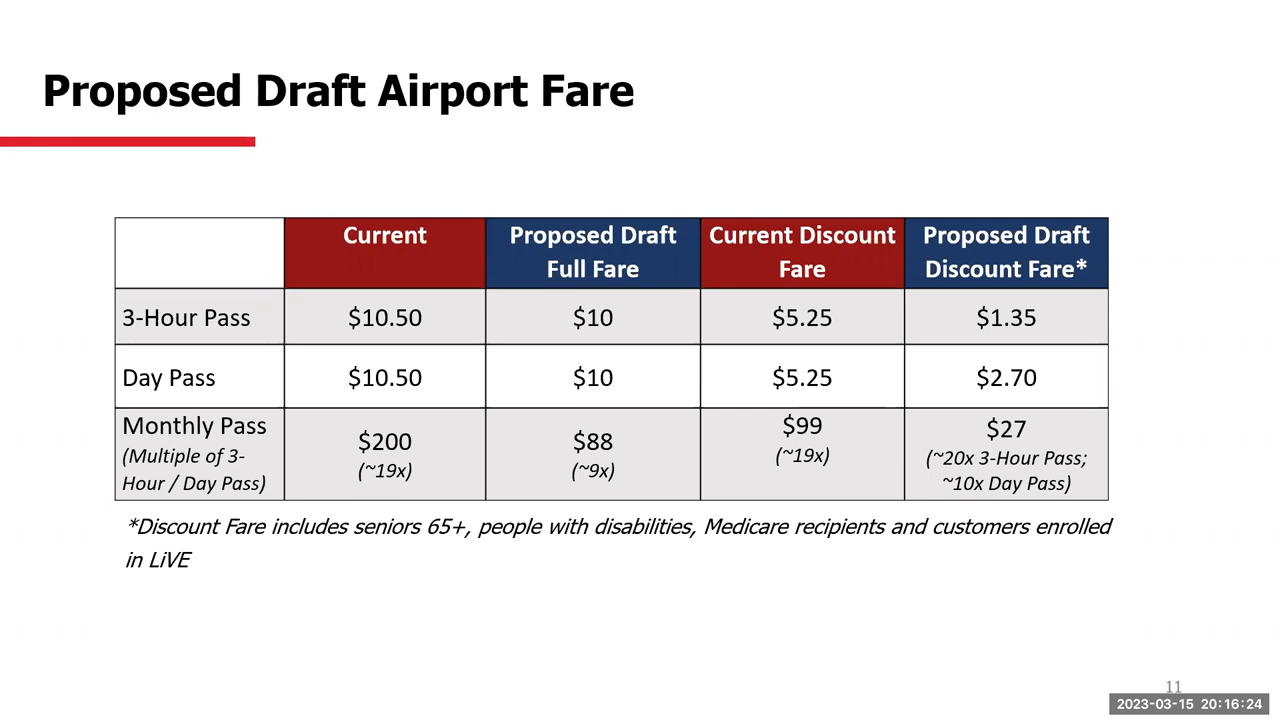 Proposed Draft Airport Fare
Current
Proposed Draft
Full Fare
Current Discount
Fare
Proposed Draft
Discount Fare*
3-Hour Pass
$10.50
$10
$5.25
$1.35
Day Pass
$10.50
$10
$5.25
$2.70
Monthly Pass
(Multiple of 3-
Hour / Day Pass)
$200
(~19x)
$88
(~9x)
$99
(~19x)
$27
(~20x 3-Hour Pass;
~10x Day Pass)
*Discount Fare includes seniors 65+, people with disabilities, Medicare recipients and customers enrolled
in LiVE
11
2023-03-15 20:16:24